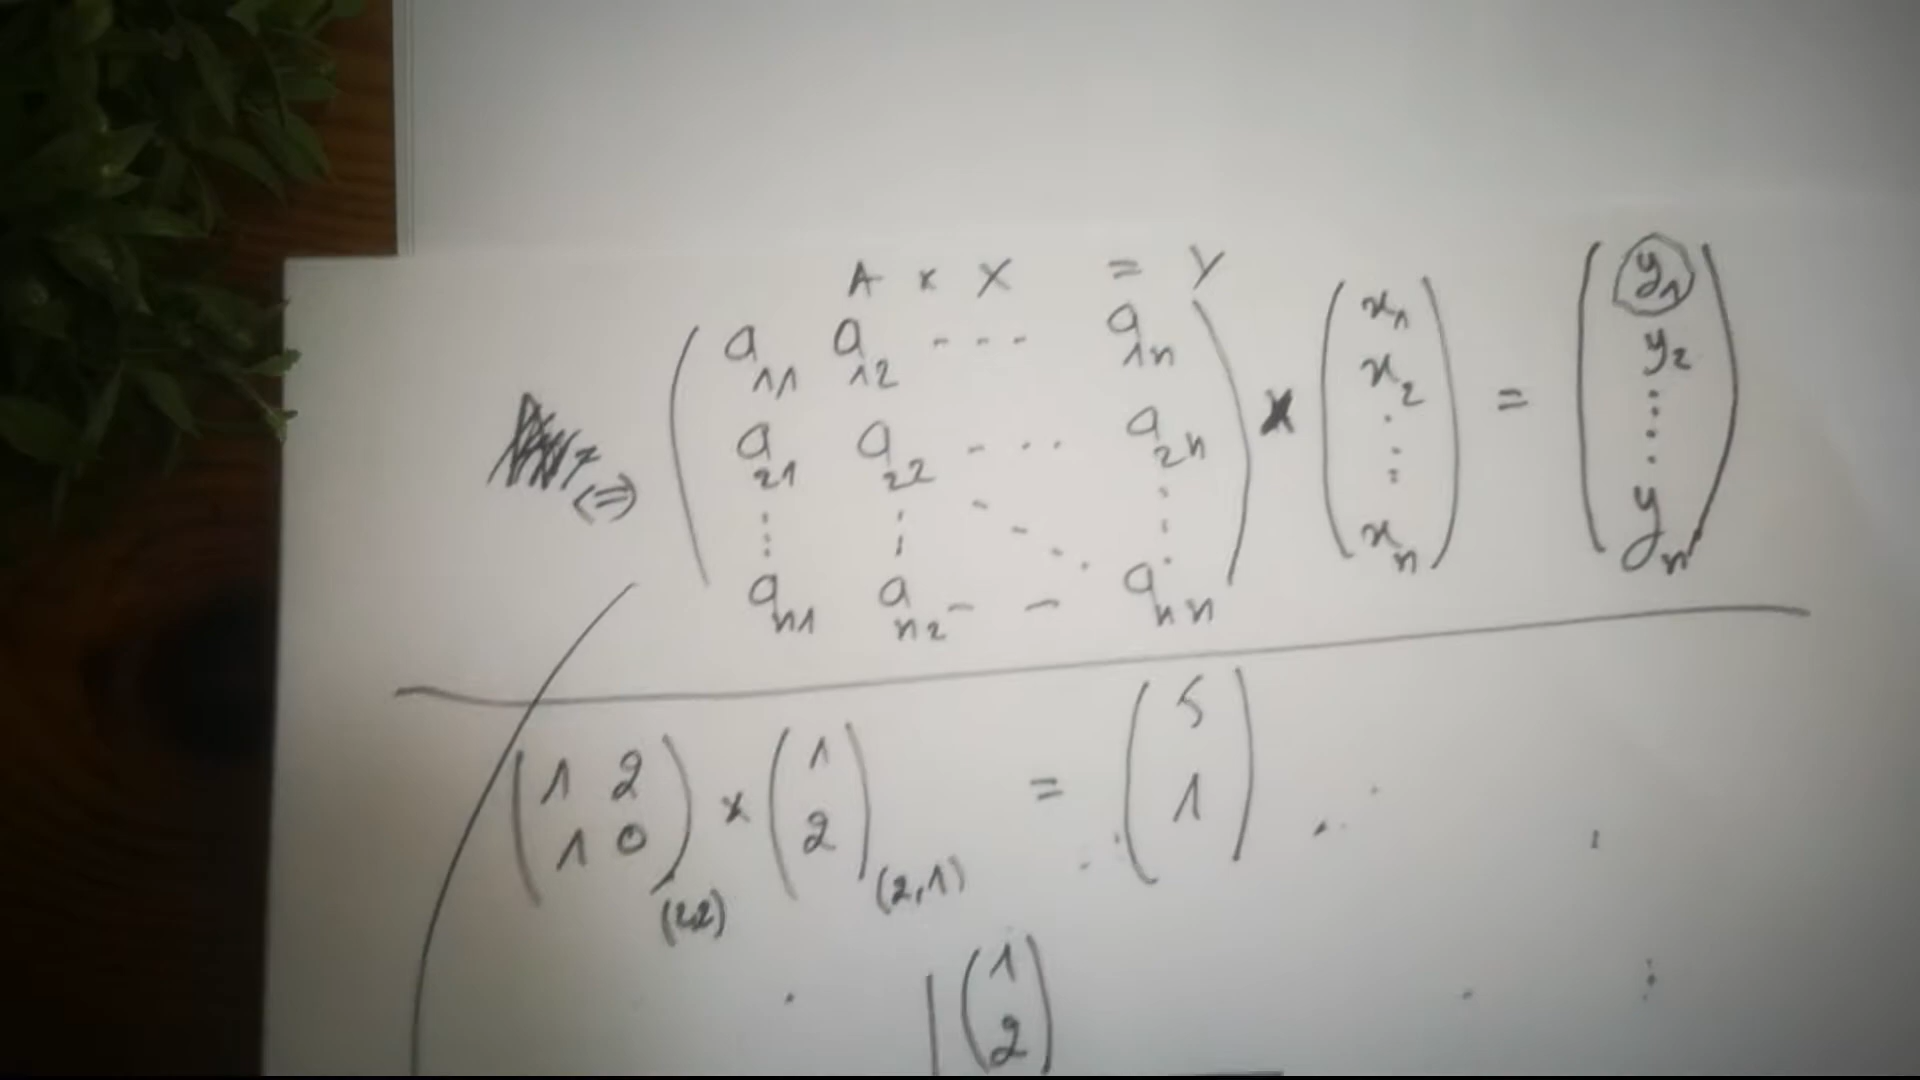 A × X = Y
(⇔) ( a11 a12 --- a1n ) × ( x1 ) = ( y1 )
( a21 a22 -··· a2n ) ( x2 ) ( y2 )
( ⋮ ⋮ ⋱ ⋮ ) ( ⋮ ) ( ⋮ )
( an1 an2 -- ann ) ( xn ) ( yn )
( 1 2 ) × ( 1 ) = ( 5 )
( 1 0 ) ( 2 ) ( 1 )
(2,2) (2,1)
| ( 1 )
( 2 )